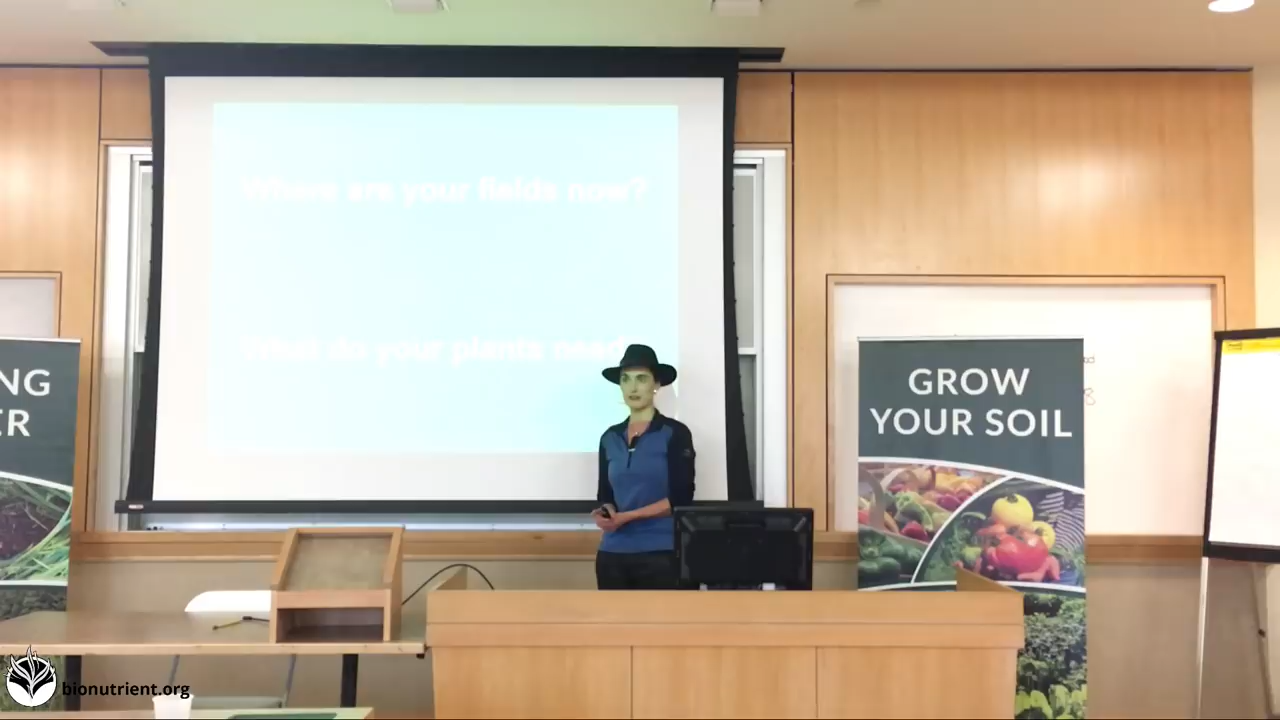 Where are your fields now?
What do your plants need
NG
ER
GROW
YOUR SOIL
bionutrient.org